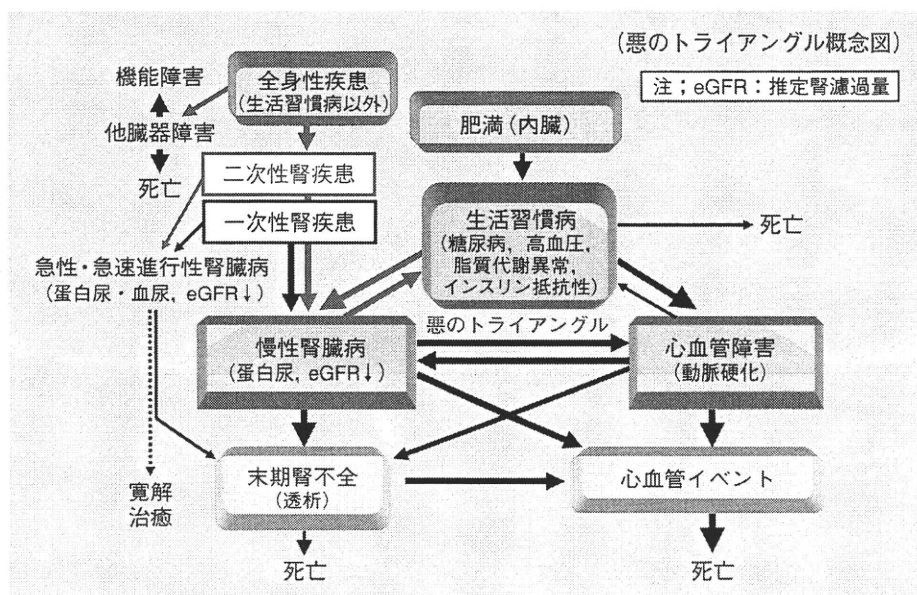 (悪のトライアングル概念図)
注；eGFR：推定腎濾過量
機能障害
全身性疾患
(生活習慣病以外)
他臓器障害
死亡
肥満(内臓)
二次性腎疾患
一次性腎疾患
生活習慣病
(糖尿病，高血圧，
脂質代謝異常，
インスリン抵抗性)
死亡
急性・急速進行性腎臓病
(蛋白尿・血尿，eGFR↓)
悪のトライアングル
慢性腎臓病
(蛋白尿，eGFR↓)
心血管障害
(動脈硬化)
寛解
治癒
末期腎不全
(透析)
心血管イベント
死亡
死亡